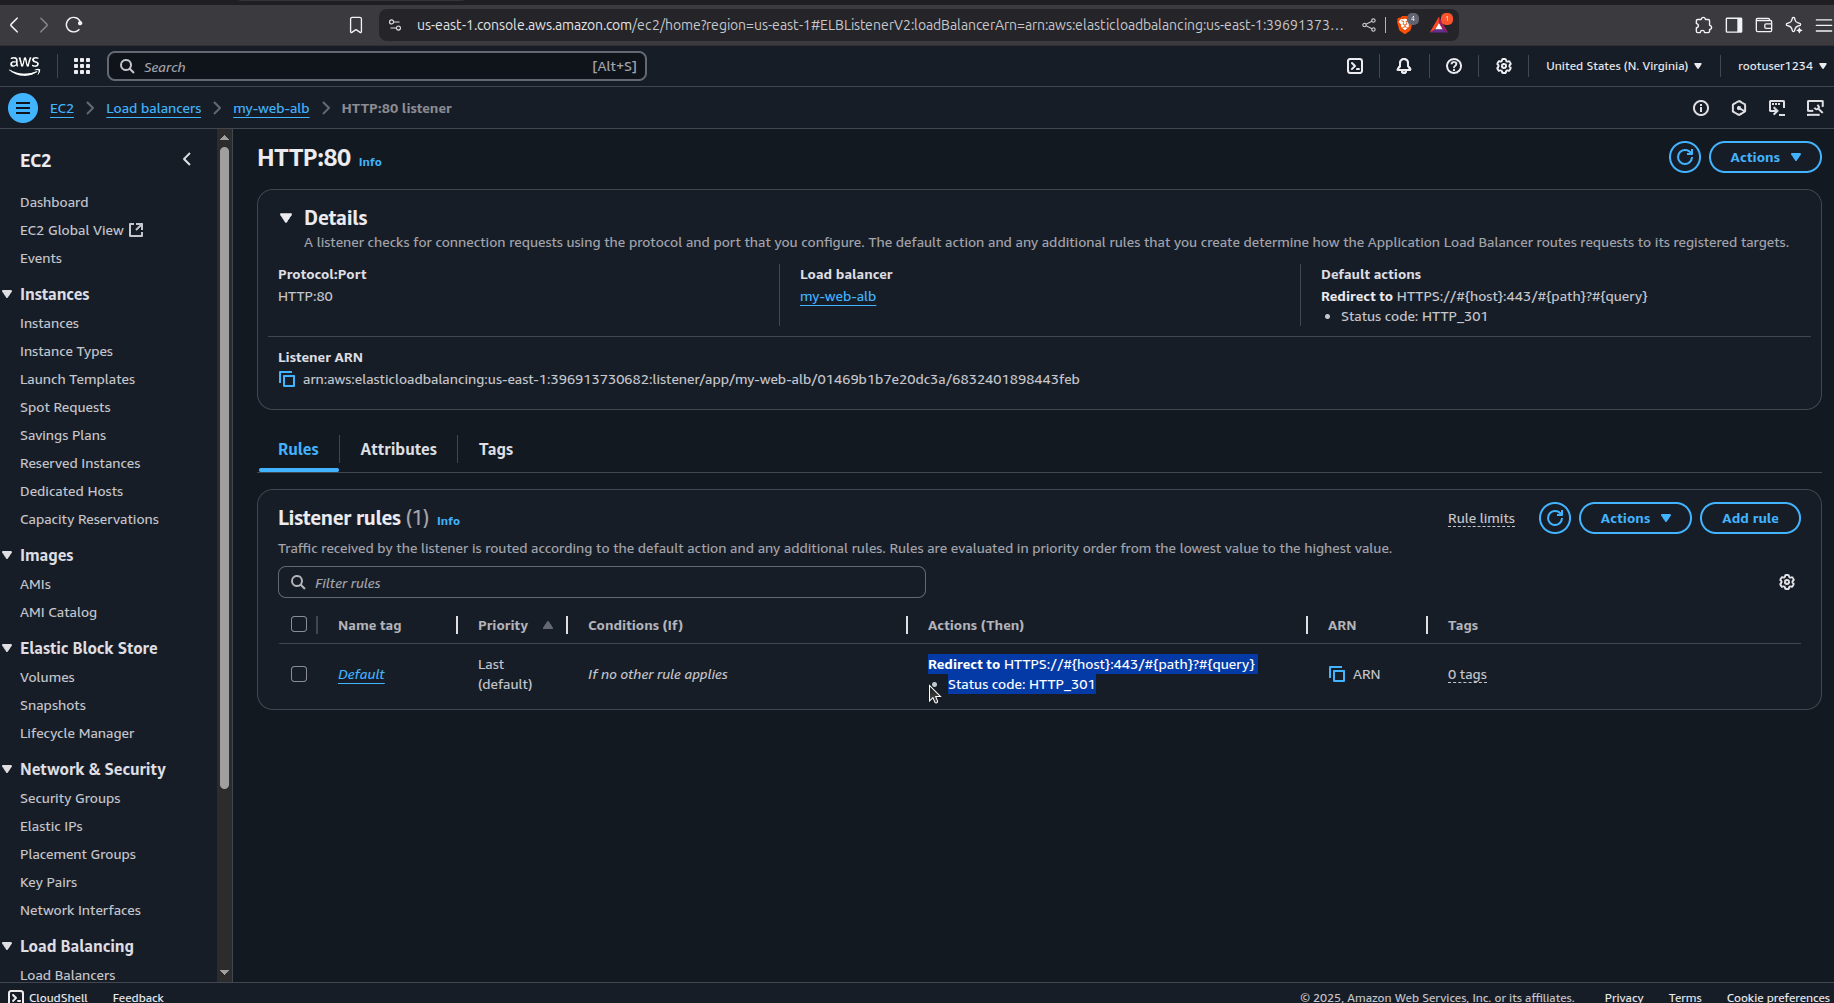 us-east-1.console.aws.amazon.com/ec2/home?region=us-east-1#ELBListenerV2:loadBalancerArn=arn:aws:elasticloadbalancing:us-east-1:39691373...
4
1
aws
Search
[Alt+S]
United States (N. Virginia)
rootuser1234
EC2
Load balancers
my-web-alb
HTTP:80 listener
EC2
Dashboard
EC2 Global View
Events
Instances
Instances
Instance Types
Launch Templates
Spot Requests
Savings Plans
Reserved Instances
Dedicated Hosts
Capacity Reservations
Images
AMIs
AMI Catalog
Elastic Block Store
Volumes
Snapshots
Lifecycle Manager
Network & Security
Security Groups
Elastic IPs
Placement Groups
Key Pairs
Network Interfaces
Load Balancing
Load Balancers
HTTP:80 Info
Actions
Details
A listener checks for connection requests using the protocol and port that you configure. The default action and any additional rules that you create determine how the Application Load Balancer routes requests to its registered targets.
Protocol:Port
HTTP:80
Load balancer
my-web-alb
Default actions
Redirect to HTTPS://#{host}:443/#{path}?#{query}
• Status code: HTTP_301
Listener ARN
arn:aws:elasticloadbalancing:us-east-1:396913730682:listener/app/my-web-alb/01469b1b7e20dc3a/6832401898443feb
Rules
Attributes
Tags
Listener rules (1) Info
Rule limits
Actions
Add rule
Traffic received by the listener is routed according to the default action and any additional rules. Rules are evaluated in priority order from the lowest value to the highest value.
Filter rules
Name tag
Priority
Conditions (If)
Actions (Then)
ARN
Tags
Default
Last
(default)
If no other rule applies
Redirect to HTTPS://#{host}:443/#{path}?#{query}
• Status code: HTTP_301
ARN
0 tags
CloudShell
Feedback
© 2025, Amazon Web Services, Inc. or its affiliates.
Privacy
Terms
Cookie preferences